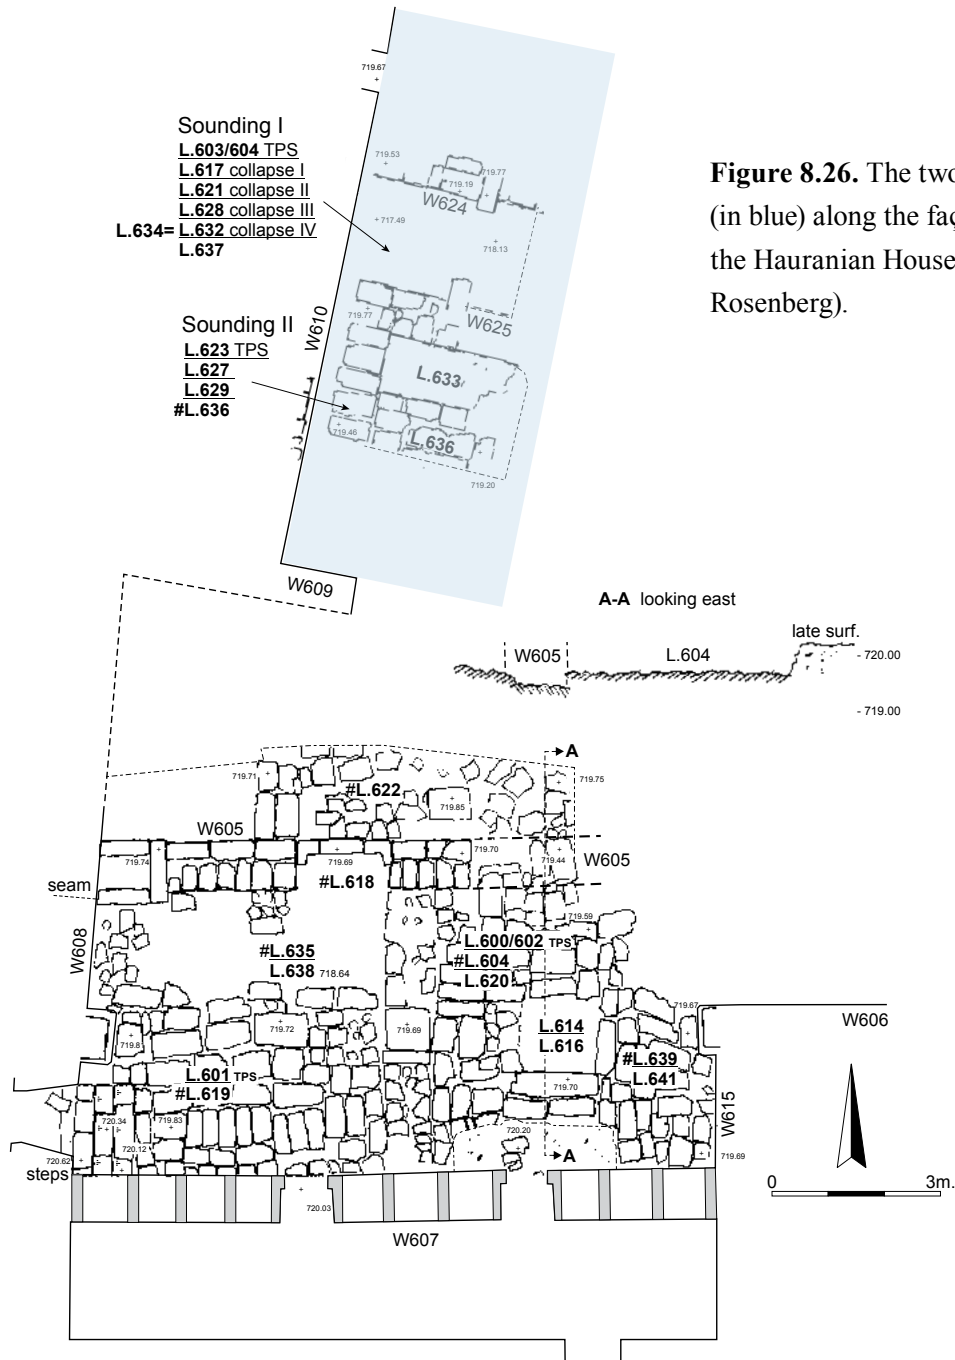 719.67
Sounding I
L.603/604 TPS
L.617 collapse I
L.621 collapse II
L.628 collapse III
L.634= L.632 collapse IV
L.637
Figure 8.26. The two
(in blue) along the faç
the Hauranian House
Rosenberg).
719.53
719.77
719.19
W624
717.49
718.13
W610
Sounding II
L.623 TPS
L.627
L.629
#L.636
719.77
W625
L.633
719.46
L.636
719.20
W609
A-A looking east
late surf.
W605
L.604
- 720.00
- 719.00
A
719.71
#L.622
719.75
719.85
W605
719.74
719.69
719.70
719.44
W605
seam
#L.618
719.59
W608
#L.635
L.638 718.64
L.600/602 TPS
#L.604
L.620
719.67
W606
719.8
719.72
719.69
L.614
L.616
#L.639
L.641
L.601 TPS
#L.619
719.70
W615
720.34
719.83
720.12
720.20
720.62
A
719.69
steps
0 3m.
720.03
W607